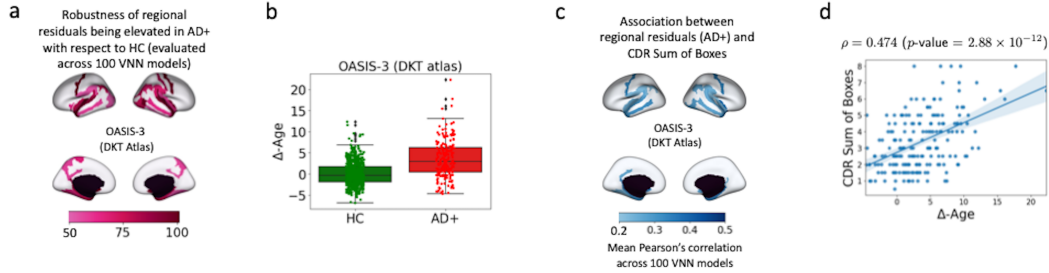 a
Robustness of regional
residuals being elevated in AD+
with respect to HC (evaluated
across 100 VNN models)
OASIS-3
(DKT Atlas)
50 75 100
b
OASIS-3 (DKT atlas)
Δ-Age
20
15
10
5
0
−5
HC AD+
c
Association between
regional residuals (AD+) and
CDR Sum of Boxes
OASIS-3
(DKT Atlas)
0.2 0.3 0.4 0.5
Mean Pearson's correlation
across 100 VNN models
d
ρ = 0.474 (p-value = 2.88 × 10⁻¹²)
CDR Sum of Boxes
8
7
6
5
4
3
2
1
0 5 10 15 20
Δ-Age